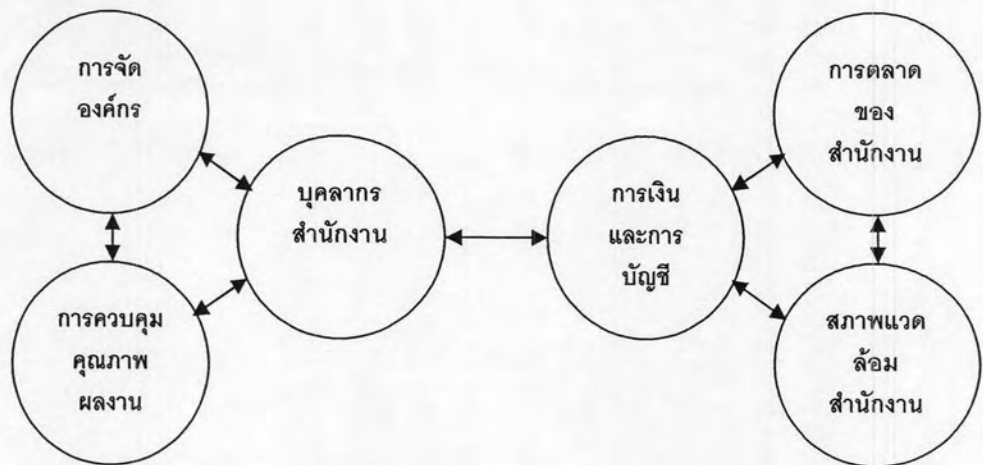 การจัด
องค์กร
บุคลากร
สำนักงาน
การควบคุม
คุณภาพ
ผลงาน
การเงิน
และการ
บัญชี
การตลาด
ของ
สำนักงาน
สภาพแวด
ล้อม
สำนักงาน